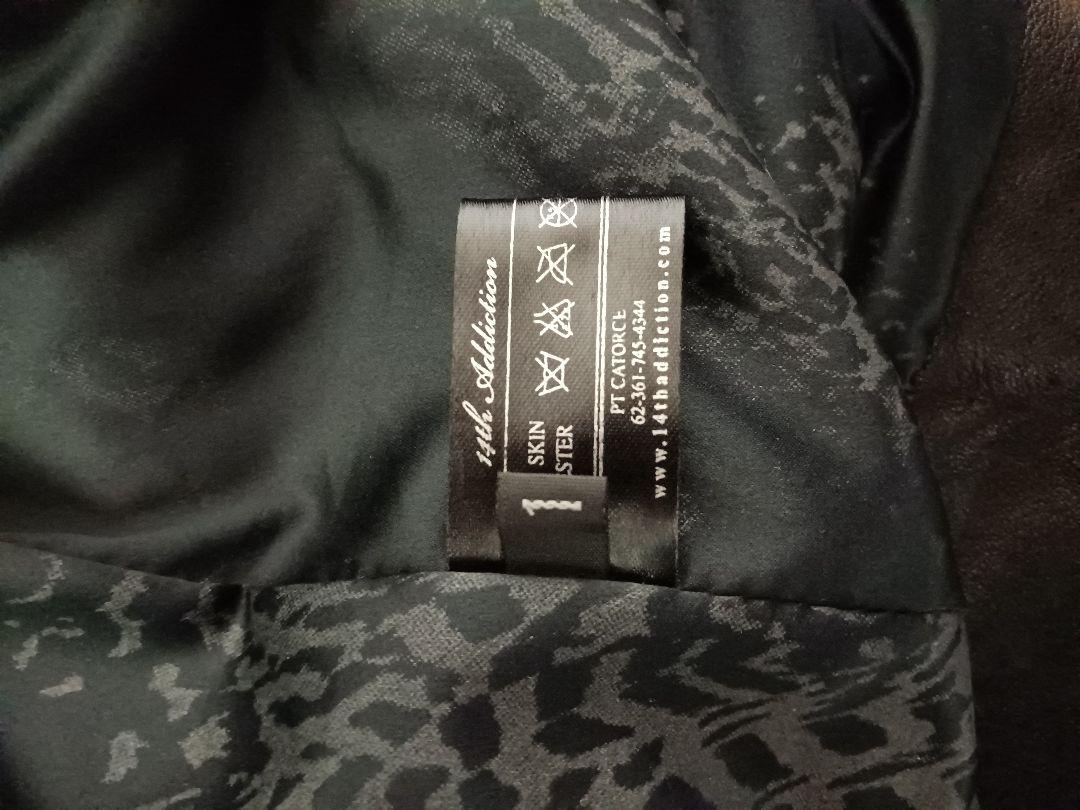 14th Addiction
SKIN
STER
PT CATORCE
62-361-745-4344
www.14thaddiction.com
1